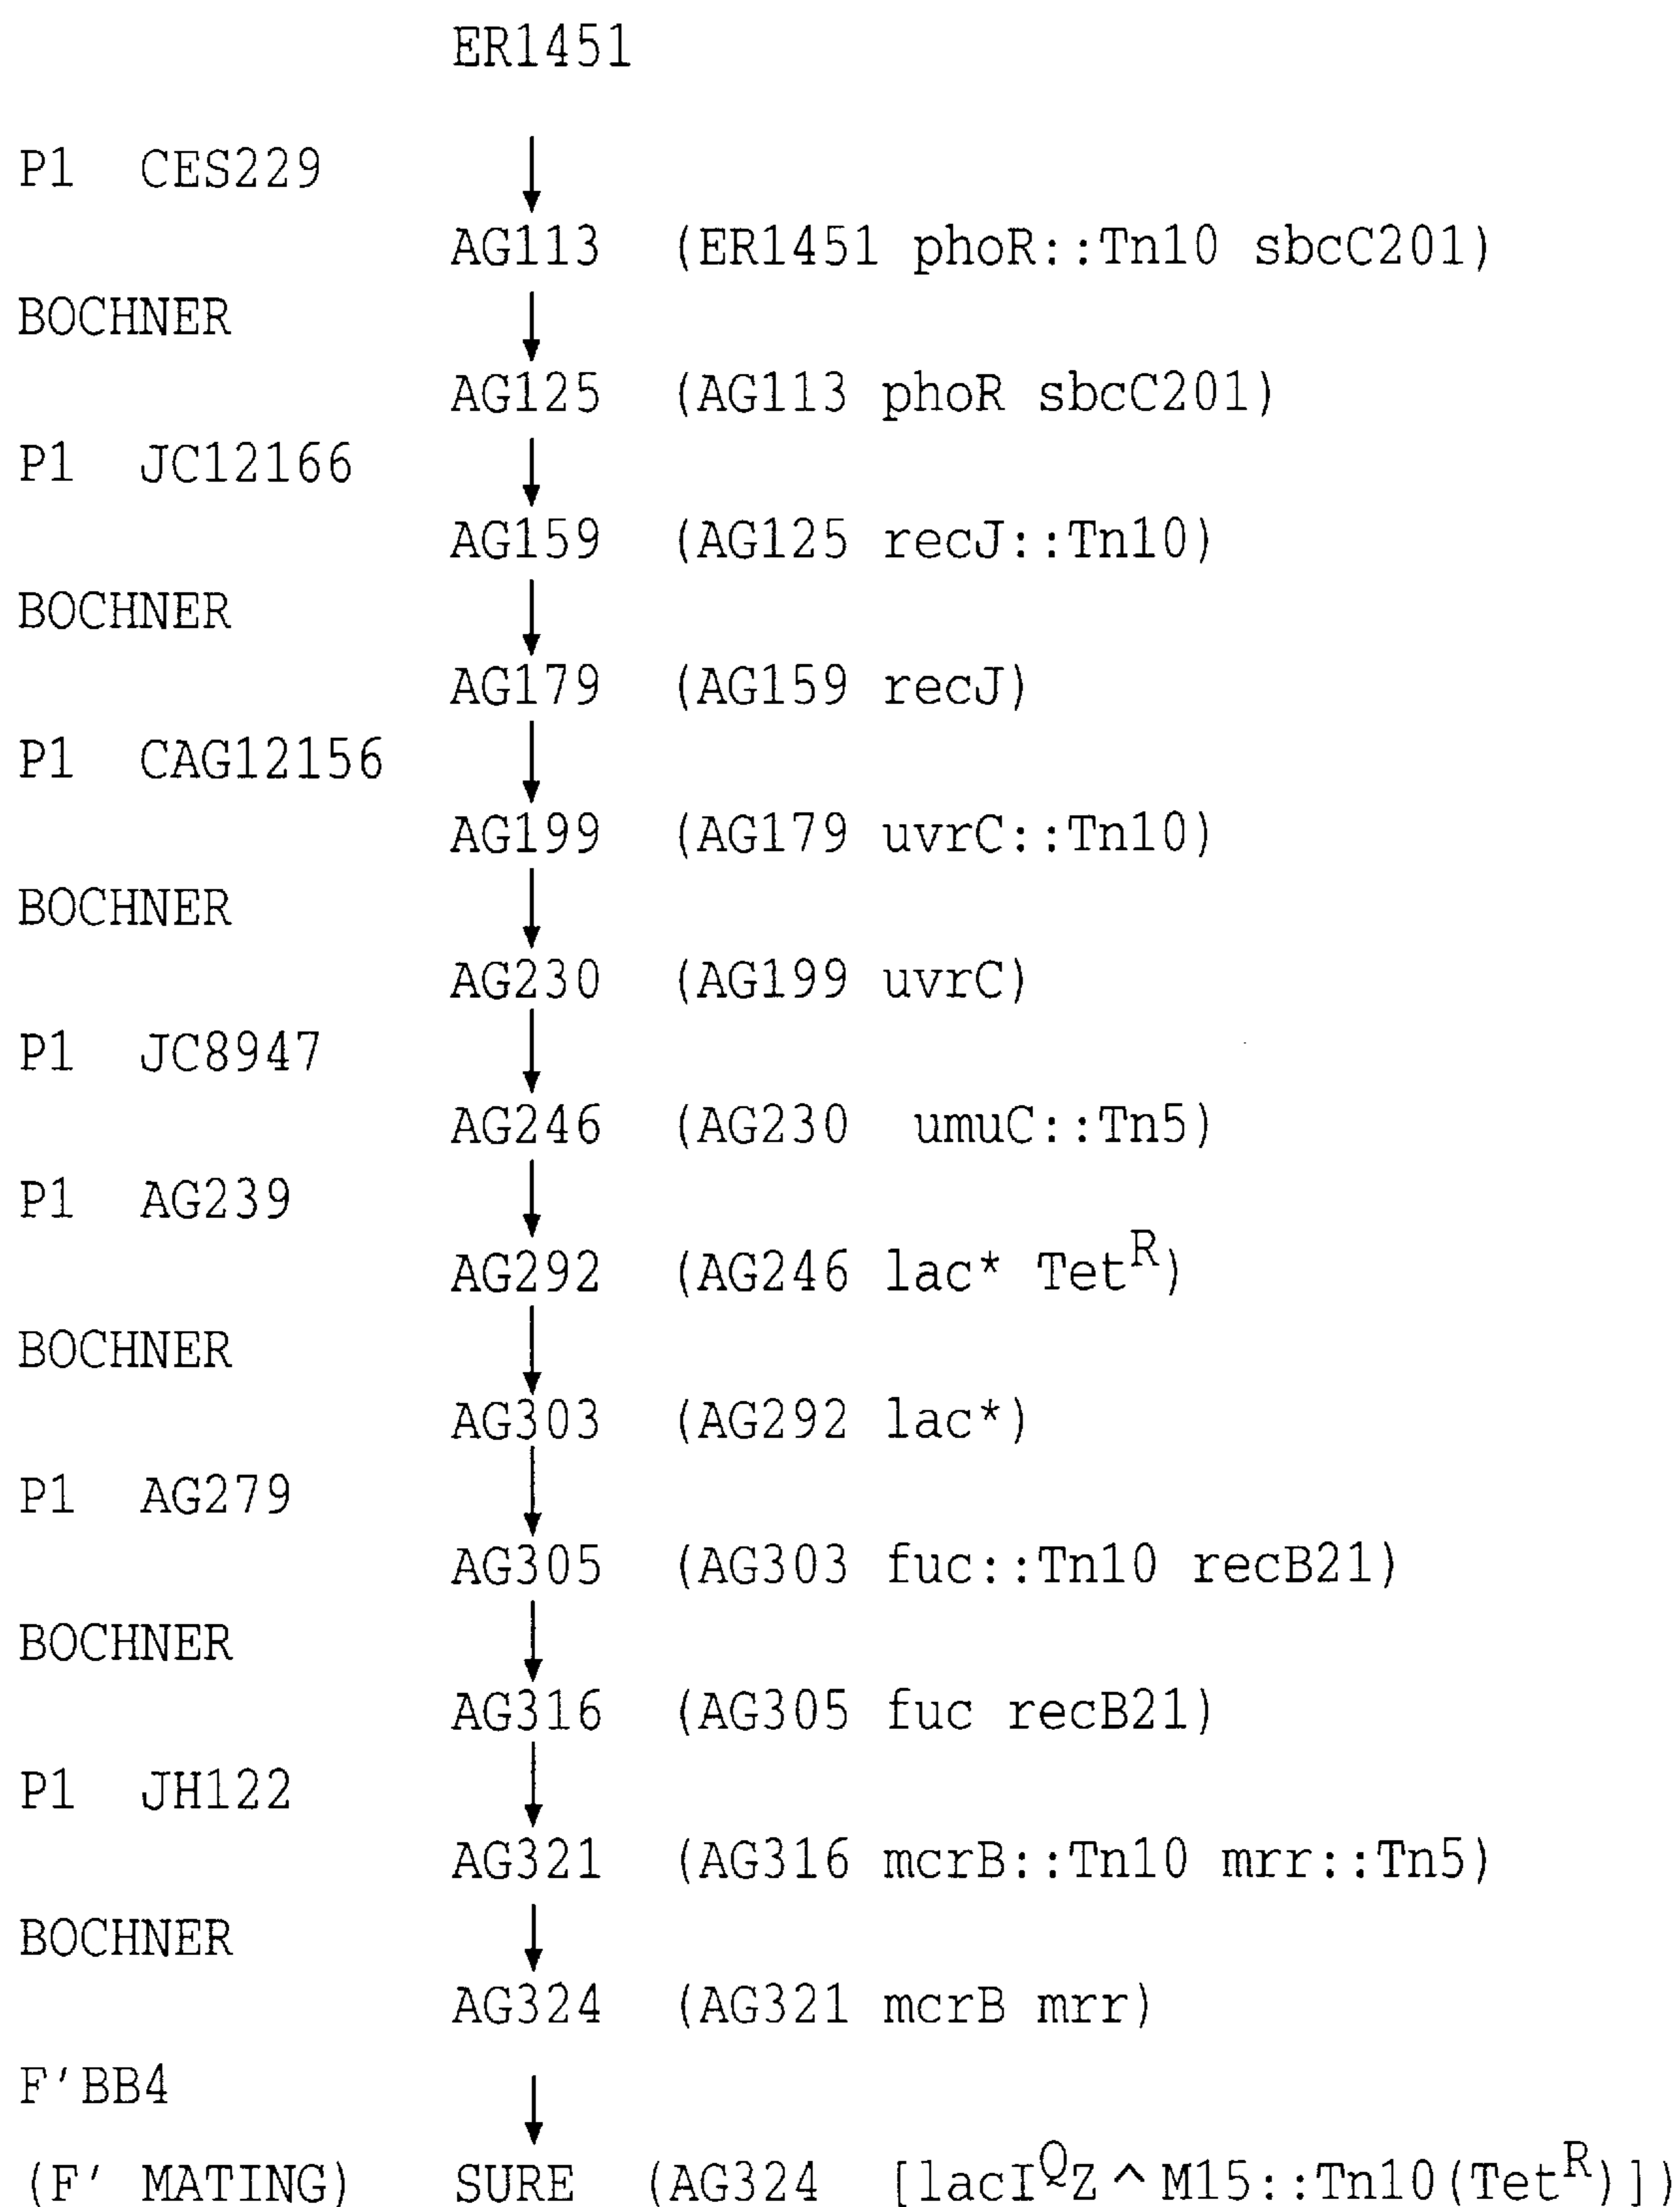 ER1451
P1 CES229
AG113 (ER1451 phoR::Tn10 sbcC201)
BOCHNER
AG125 (AG113 phoR sbcC201)
P1 JC12166
AG159 (AG125 recJ::Tn10)
BOCHNER
AG179 (AG159 recJ)
P1 CAG12156
AG199 (AG179 uvrC::Tn10)
BOCHNER
AG230 (AG199 uvrC)
P1 JC8947
AG246 (AG230 umuC::Tn5)
P1 AG239
AG292 (AG246 lac* Tet^R)
BOCHNER
AG303 (AG292 lac*)
P1 AG279
AG305 (AG303 fuc::Tn10 recB21)
BOCHNER
AG316 (AG305 fuc recB21)
P1 JH122
AG321 (AG316 mcrB::Tn10 mrr::Tn5)
BOCHNER
AG324 (AG321 mcrB mrr)
F'BB4
(F' MATING) SURE (AG324 [lacI^QZ^M15::Tn10(Tet^R)])